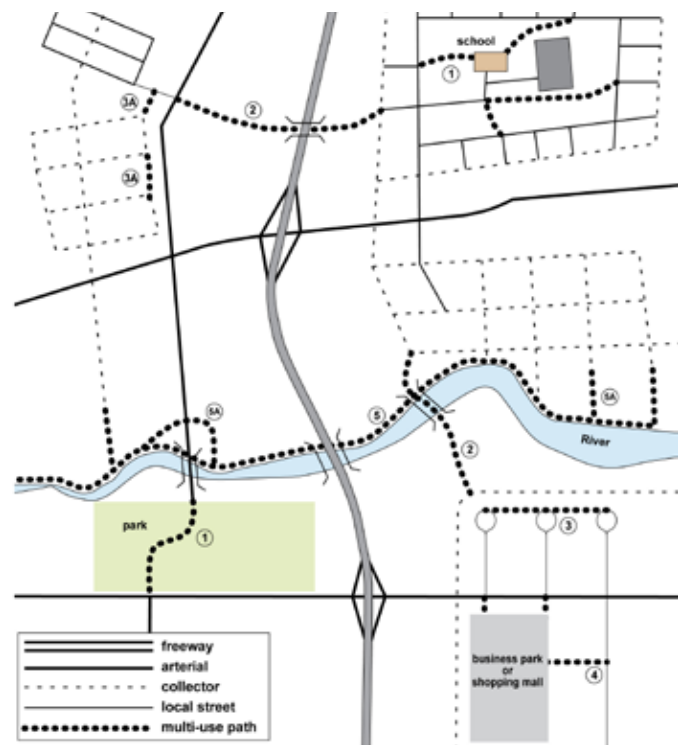 school
1
2
3A
3A
5A
5
5A
2
River
park
1
3
business park
or
shopping mall
4
freeway
arterial
collector
local street
multi-use path